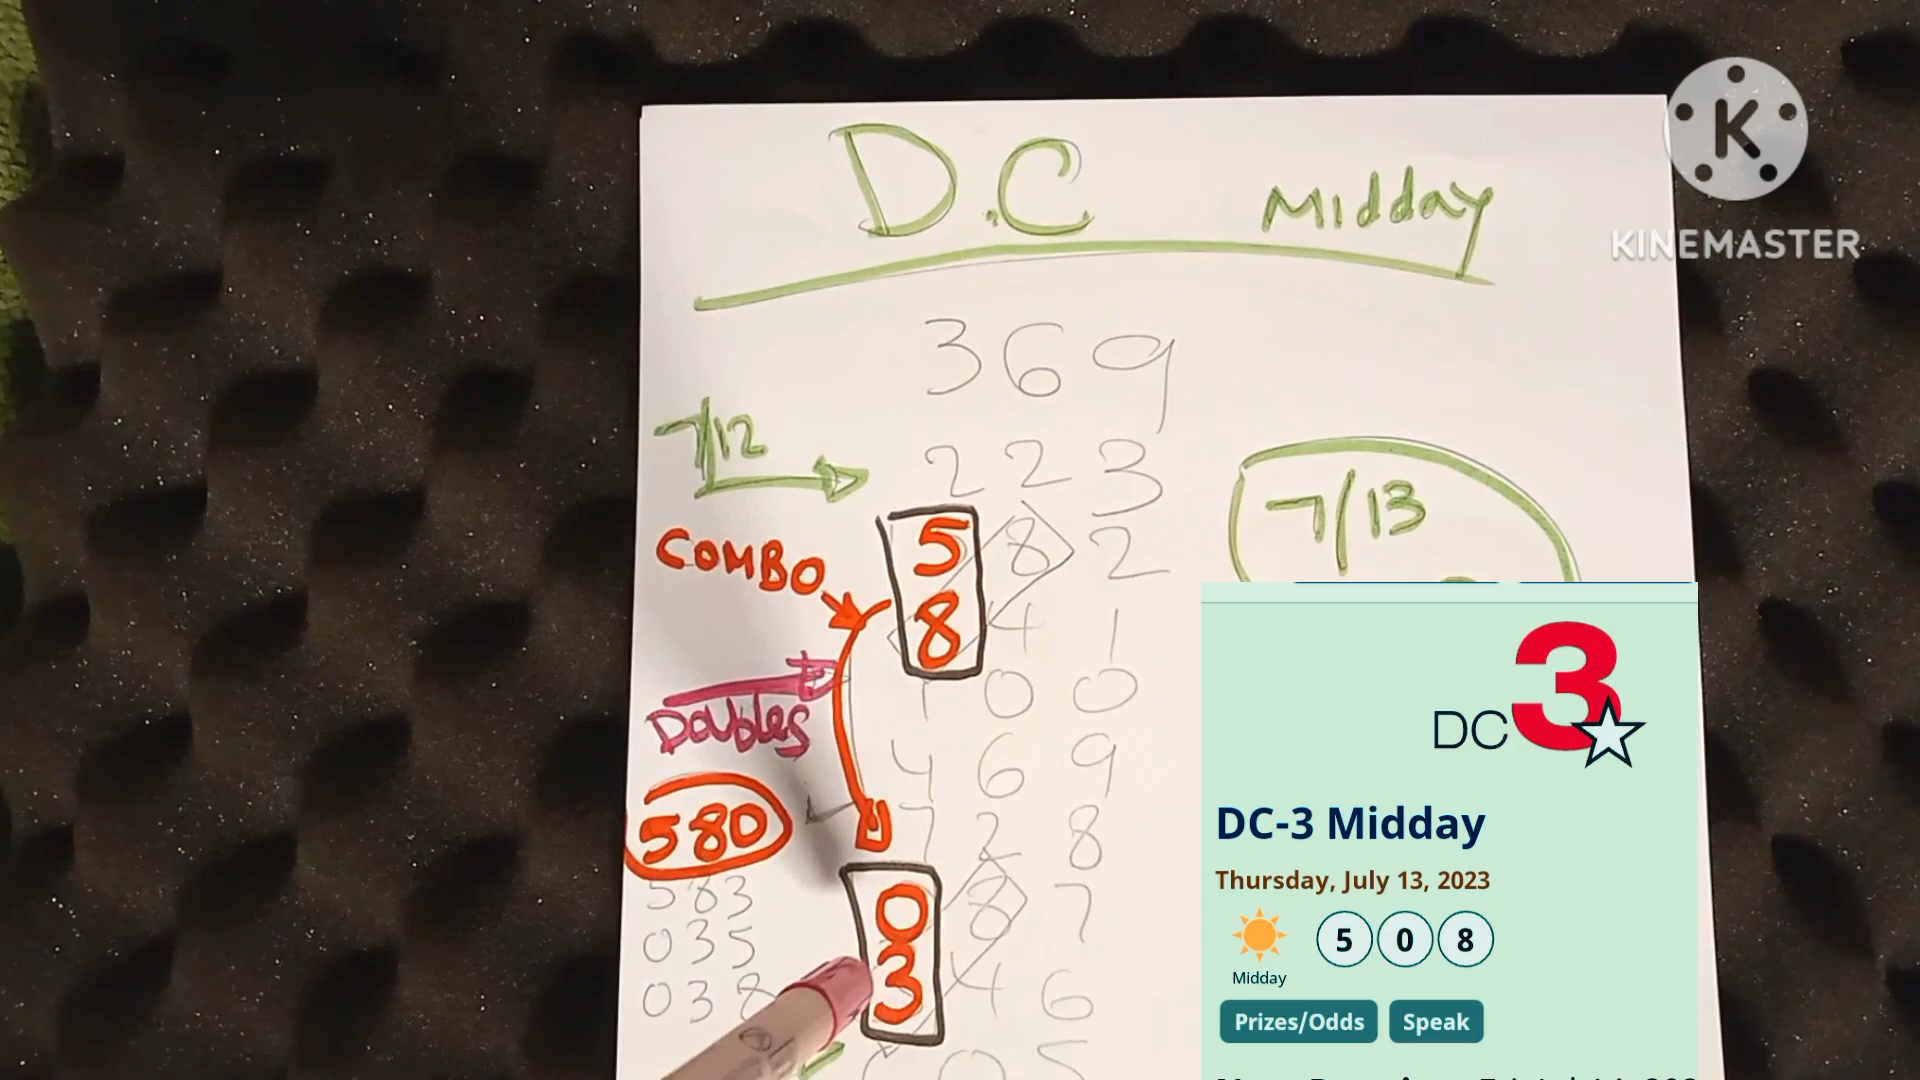 D.C Midday
KINEMASTER
369
7/12
223
7/13
582
COMBO
841
100
DOUBLES
469
728
580
583
087
035
346
038
DC3
DC-3 Midday
Thursday, July 13, 2023
5 0 8
Midday
Prizes/Odds Speak